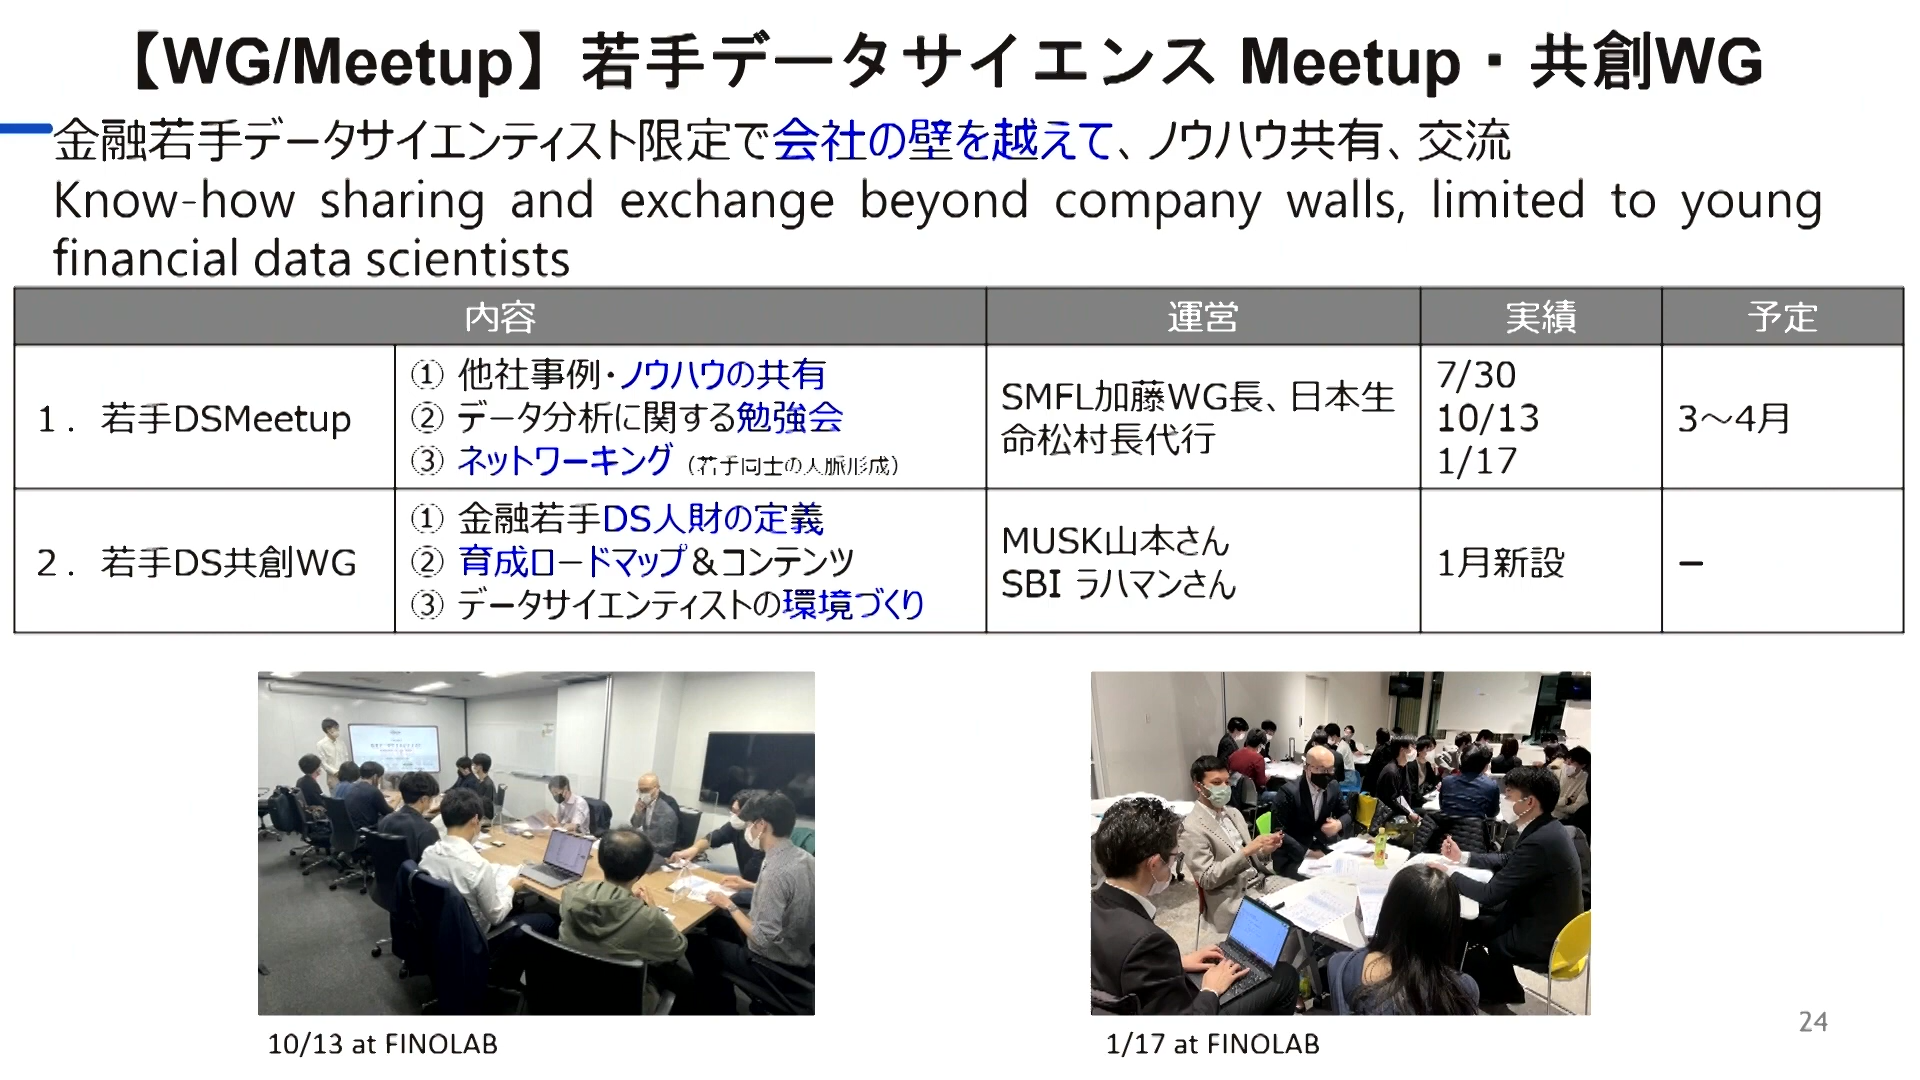 【WG/Meetup】若手データサイエンス Meetup・共創WG
金融若手データサイエンティスト限定で会社の壁を越えて、ノウハウ共有、交流
Know-how sharing and exchange beyond company walls, limited to young
financial data scientists
内容 運営 実績 予定
1. 若手DSMeetup
① 他社事例・ノウハウの共有
② データ分析に関する勉強会
③ ネットワーキング（若手同士の人脈形成）
SMFL加藤WG長、日本生
命松村長代行
7/30
10/13
1/17
3～4月
2. 若手DS共創WG
① 金融若手DS人財の定義
② 育成ロードマップ＆コンテンツ
③ データサイエンティストの環境づくり
MUSK山本さん
SBI ラハマンさん
1月新設
－
10/13 at FINOLAB
1/17 at FINOLAB
24